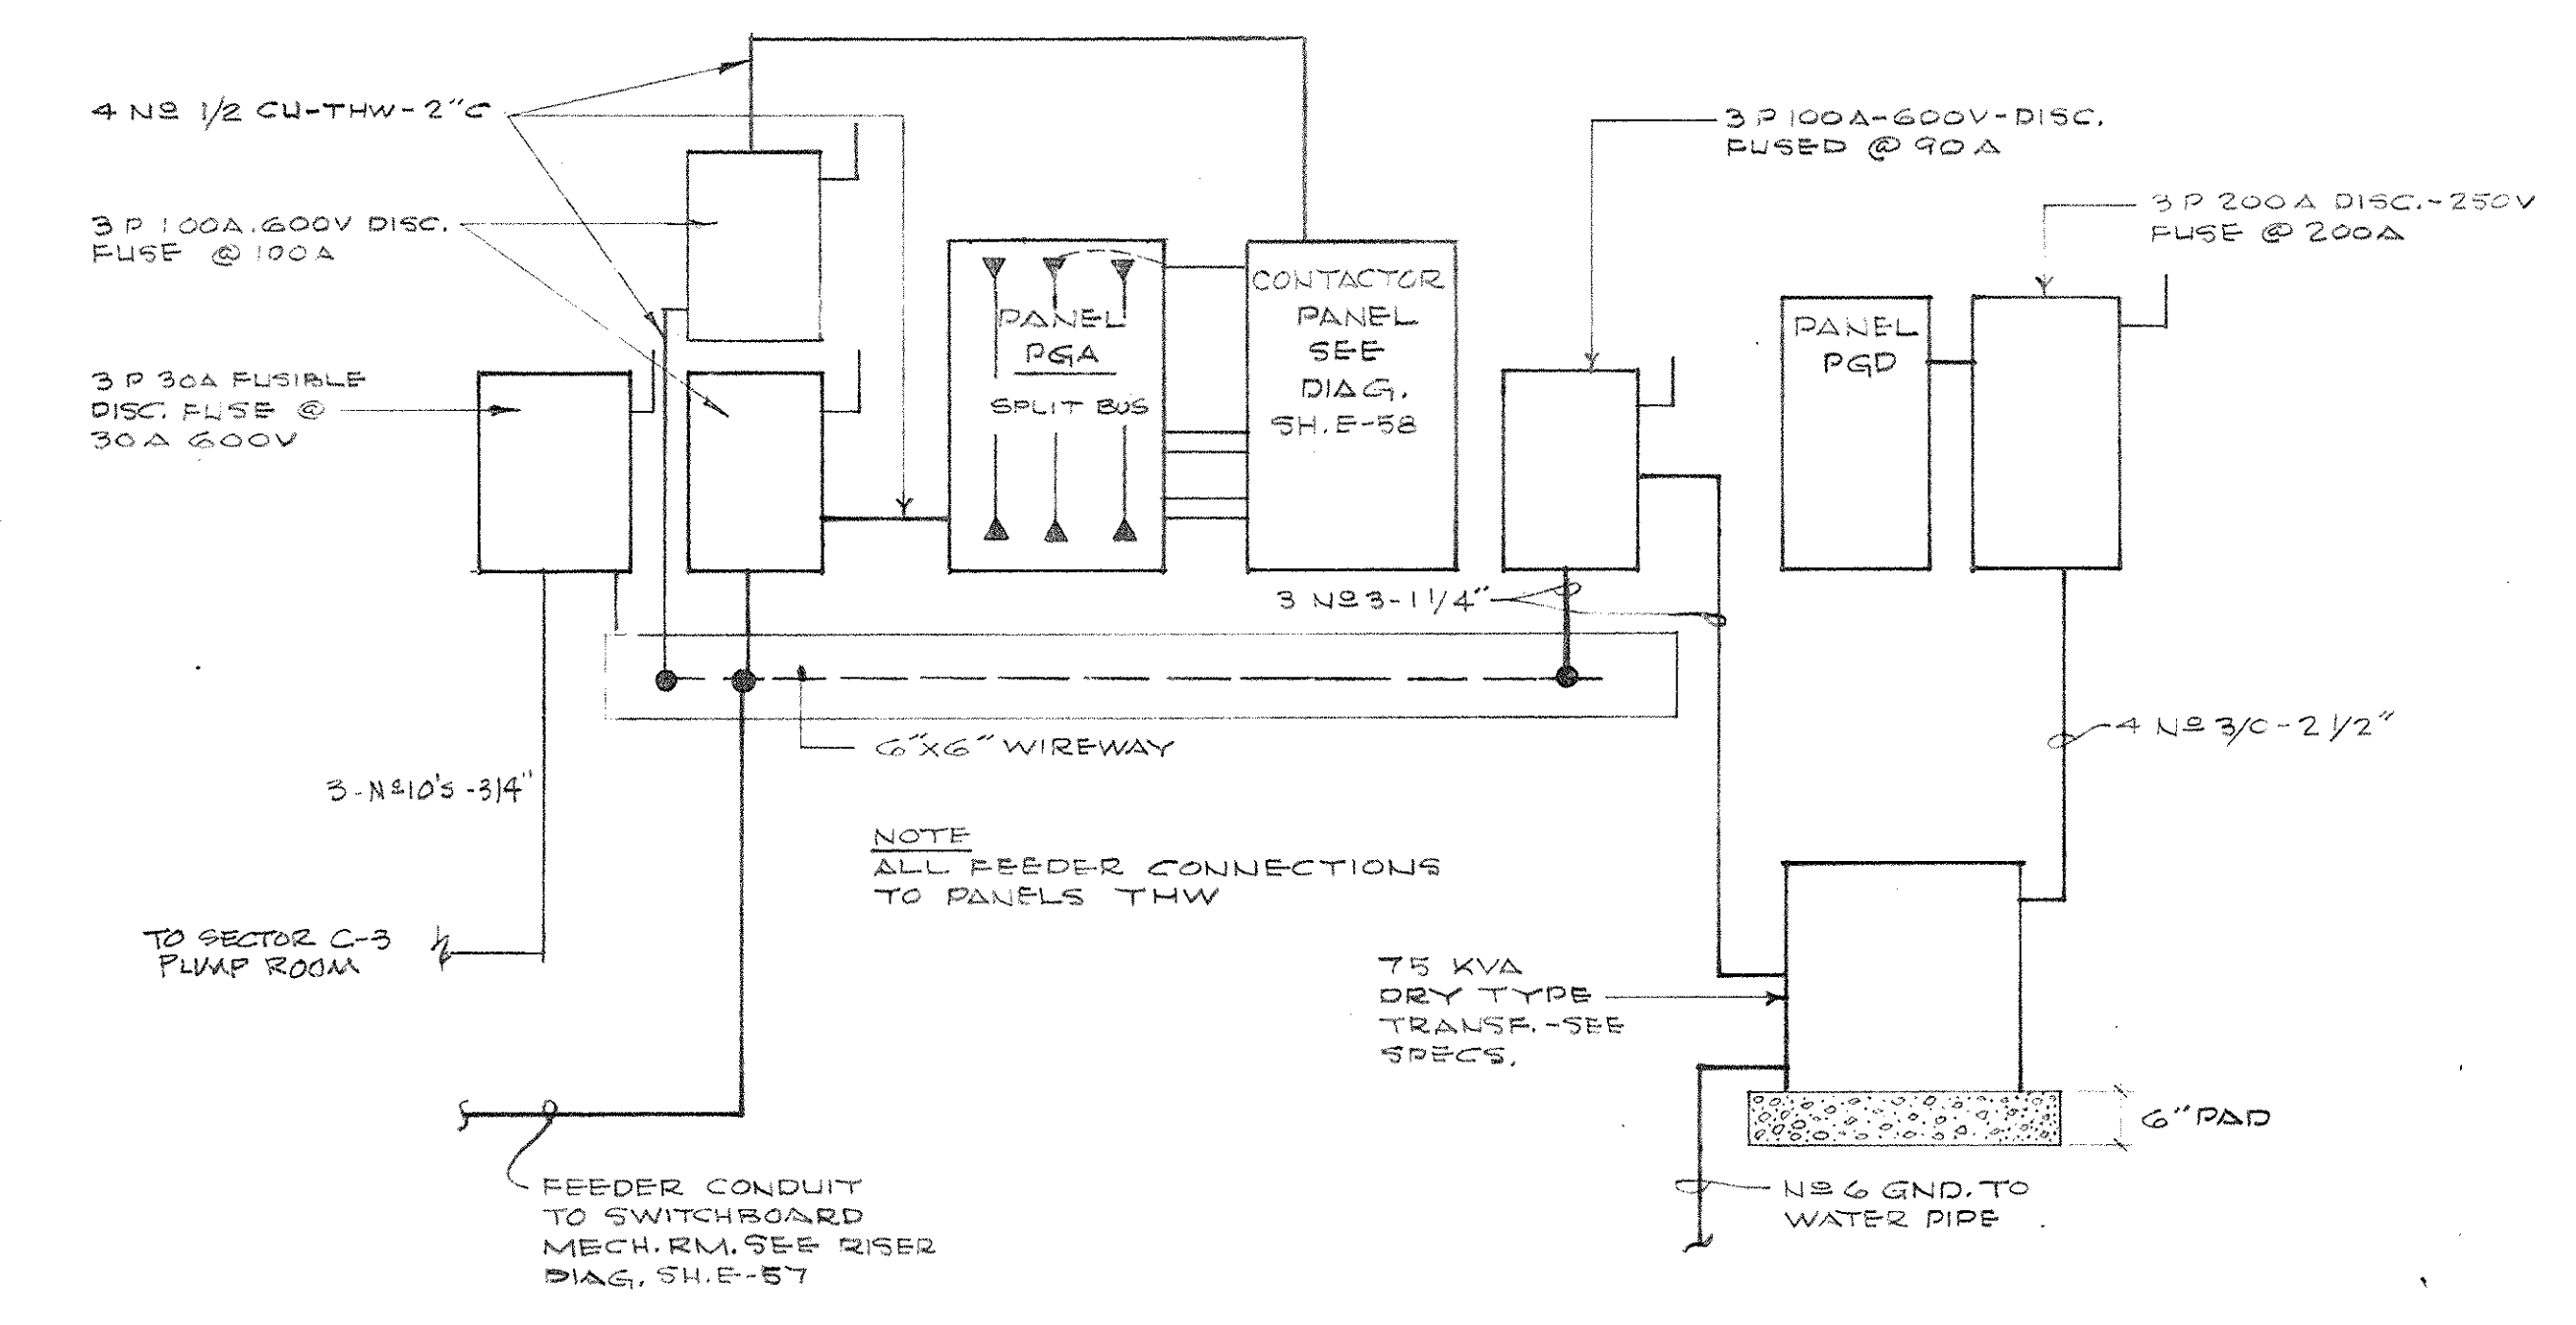 4 Nº 1/2 CU-THW-2"C
3 P 100A.600V DISC.
FUSE @ 100A
3 P 30A FUSIBLE
DISC. FUSE @
30A 600V
PANEL
PGA
SPLIT BUS
CONTACTOR
PANEL
SEE
DIAG.
SH.E-58
3 P 100A-600V-DISC.
FUSED @ 90A
3 P 200A DISC.-250V
FUSE @ 200A
PANEL
PGD
3 Nº3-1 1/4"
6"X6" WIREWAY
4 Nº 3/0-2 1/2"
3-Nº10'S-3/4"
NOTE
ALL FEEDER CONNECTIONS
TO PANELS THW
TO SECTOR C-3
PUMP ROOM
75 KVA
DRY TYPE
TRANSF.-SEE
SPECS.
6" PAD
FEEDER CONDUIT
TO SWITCHBOARD
MECH.RM.SEE RISER
DIAG. SH.E-57
Nº 6 GND. TO
WATER PIPE